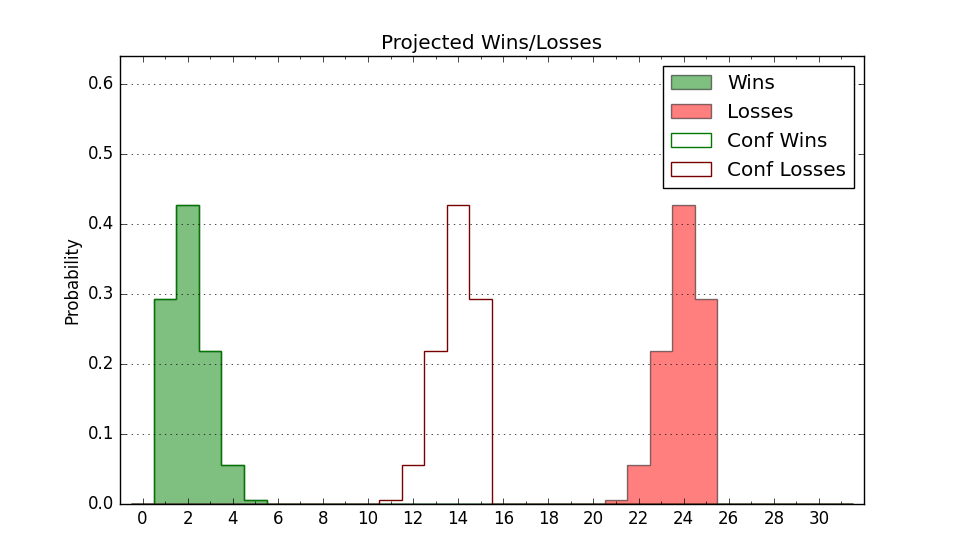 Projected Wins/Losses
Wins
Losses
Conf Wins
Conf Losses
Probability
0.6
0.5
0.4
0.3
0.2
0.1
0.0
0 2 4 6 8 10 12 14 16 18 20 22 24 26 28 30